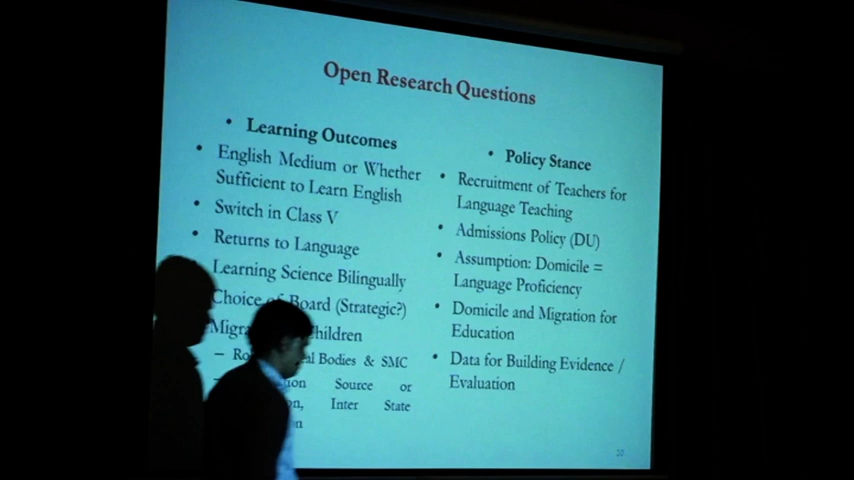 Open Research Questions
• Learning Outcomes
• English Medium or Whether
Sufficient to Learn English
• Switch in Class V
• Returns to Language
Learning Science Bilingually
Choice of Board (Strategic?)
Children
Bodies & SMC
Source or
Inter State
• Policy Stance
• Recruitment of Teachers for
Language Teaching
• Admissions Policy (DU)
• Assumption: Domicile =
Language Proficiency
• Domicile and Migration for
Education
• Data for Building Evidence /
Evaluation